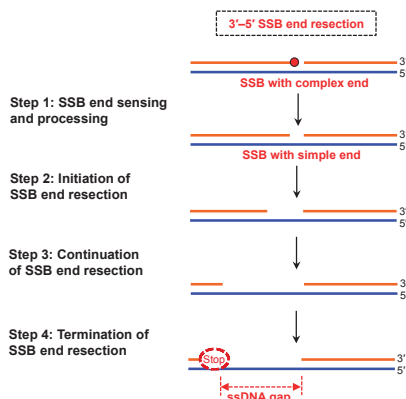 3′–5′ SSB end resection
3′
5′
SSB with complex end
Step 1: SSB end sensing
and processing
3′
5′
SSB with simple end
Step 2: Initiation of
SSB end resection
3′
5′
Step 3: Continuation
of SSB end resection
3′
5′
Step 4: Termination of
SSB end resection
Stop
3′
5′
ssDNA gap